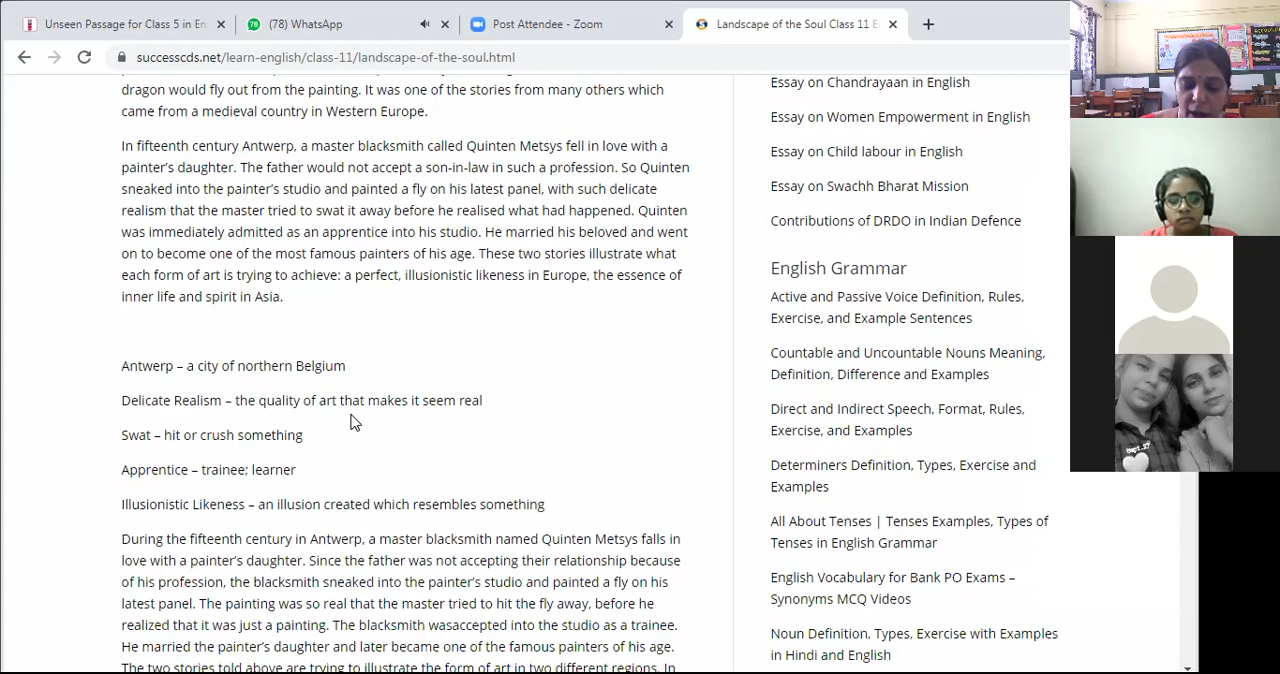 Unseen Passage for Class 5 in En
(78) WhatsApp
Post Attendee - Zoom
Landscape of the Soul Class 11 E
successcds.net/learn-english/class-11/landscape-of-the-soul.html
dragon would fly out from the painting. It was one of the stories from many others which
came from a medieval country in Western Europe.
In fifteenth century Antwerp, a master blacksmith called Quinten Metsys fell in love with a
painter's daughter. The father would not accept a son-in-law in such a profession. So Quinten
sneaked into the painter's studio and painted a fly on his latest panel, with such delicate
realism that the master tried to swat it away before he realised what had happened. Quinten
was immediately admitted as an apprentice into his studio. He married his beloved and went
on to become one of the most famous painters of his age. These two stories illustrate what
each form of art is trying to achieve: a perfect, illusionistic likeness in Europe, the essence of
inner life and spirit in Asia.
Antwerp – a city of northern Belgium
Delicate Realism – the quality of art that makes it seem real
Swat – hit or crush something
Apprentice – trainee; learner
Illusionistic Likeness – an illusion created which resembles something
During the fifteenth century in Antwerp, a master blacksmith named Quinten Metsys falls in
love with a painter's daughter. Since the father was not accepting their relationship because
of his profession, the blacksmith sneaked into the painter's studio and painted a fly on his
latest panel. The painting was so real that the master tried to hit the fly away, before he
realized that it was just a painting. The blacksmith wasaccepted into the studio as a trainee.
He married the painter's daughter and later became one of the famous painters of his age.
The two stories told above are trying to illustrate the form of art in two different regions. In
Essay on Chandrayaan in English
Essay on Women Empowerment in English
Essay on Child labour in English
Essay on Swachh Bharat Mission
Contributions of DRDO in Indian Defence
English Grammar
Active and Passive Voice Definition, Rules,
Exercise, and Example Sentences
Countable and Uncountable Nouns Meaning,
Definition, Difference and Examples
Direct and Indirect Speech, Format, Rules,
Exercise, and Examples
Determiners Definition, Types, Exercise and
Examples
All About Tenses | Tenses Examples, Types of
Tenses in English Grammar
English Vocabulary for Bank PO Exams –
Synonyms MCQ Videos
Noun Definition, Types, Exercise with Examples
in Hindi and English